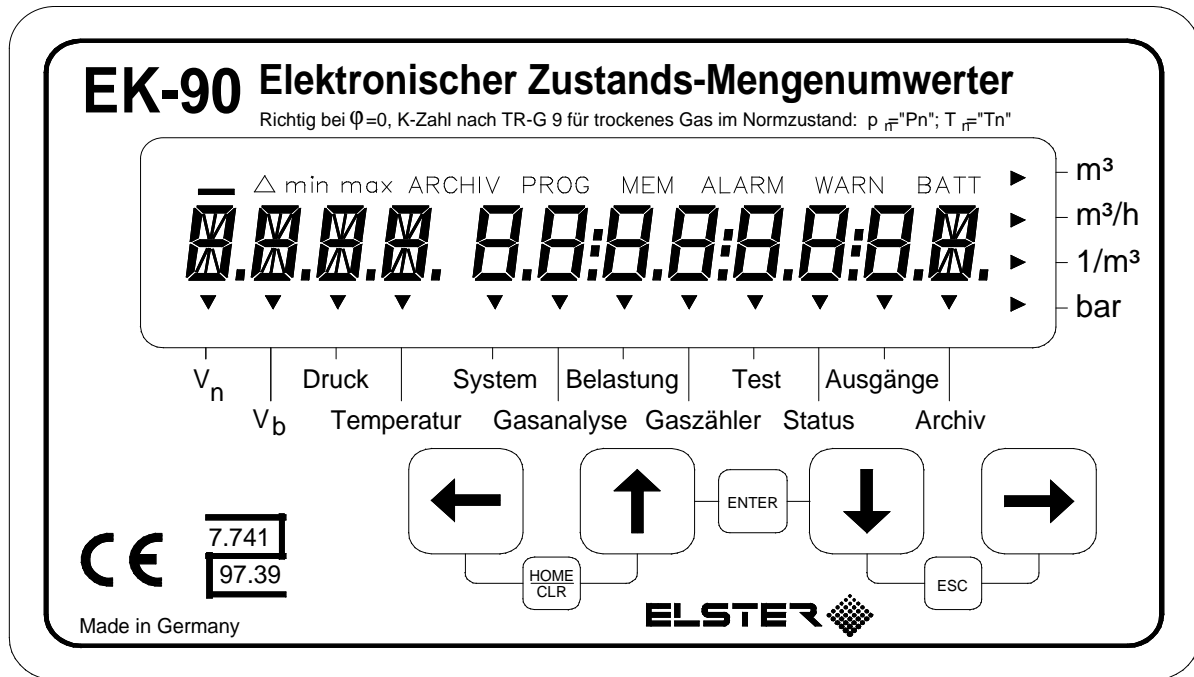 EK-90 Elektronischer Zustands-Mengenumwerter
Richtig bei φ=0, K-Zahl nach TR-G 9 für trockenes Gas im Normzustand: p n="Pn"; T n="Tn"
△ min max ARCHIV PROG MEM ALARM WARN BATT
m³
m³/h
1/m³
bar
Vn Druck System Belastung Test Ausgänge
Vb Temperatur Gasanalyse Gaszähler Status Archiv
ENTER
HOME
CLR
ESC
CE
7.741
97.39
ELSTER
Made in Germany